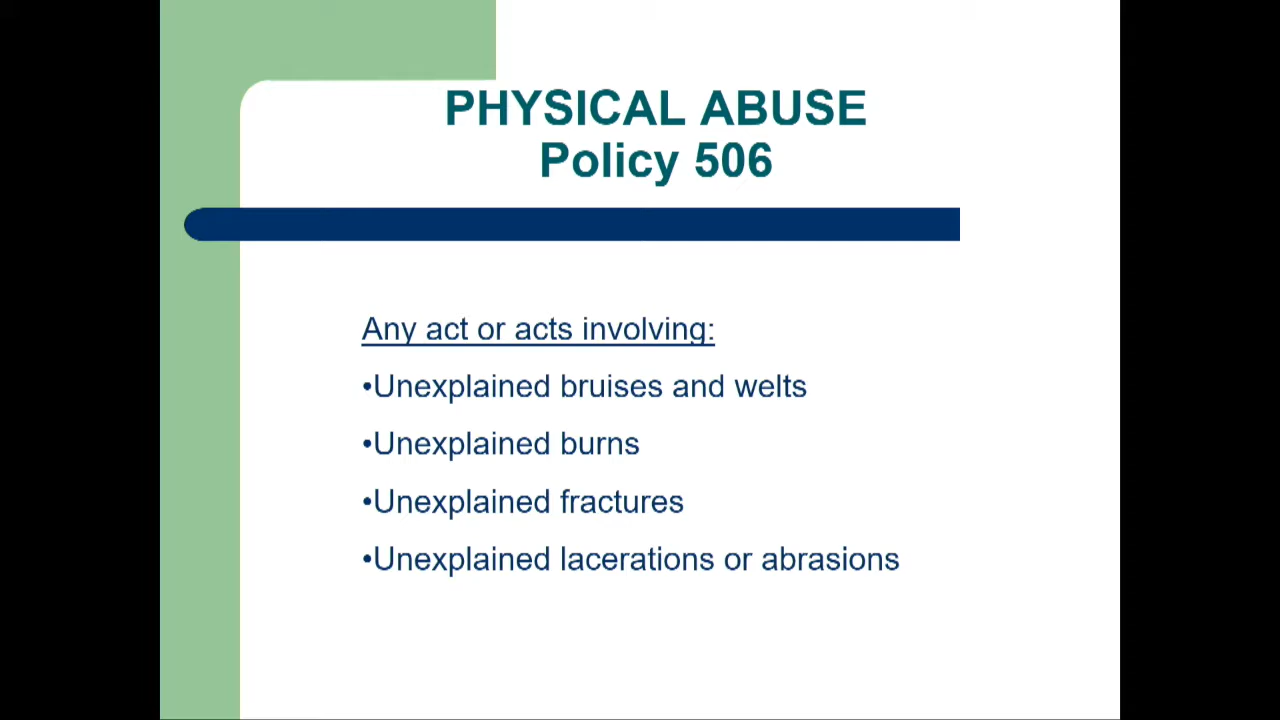 PHYSICAL ABUSE
Policy 506
Any act or acts involving:
•Unexplained bruises and welts
•Unexplained burns
•Unexplained fractures
•Unexplained lacerations or abrasions